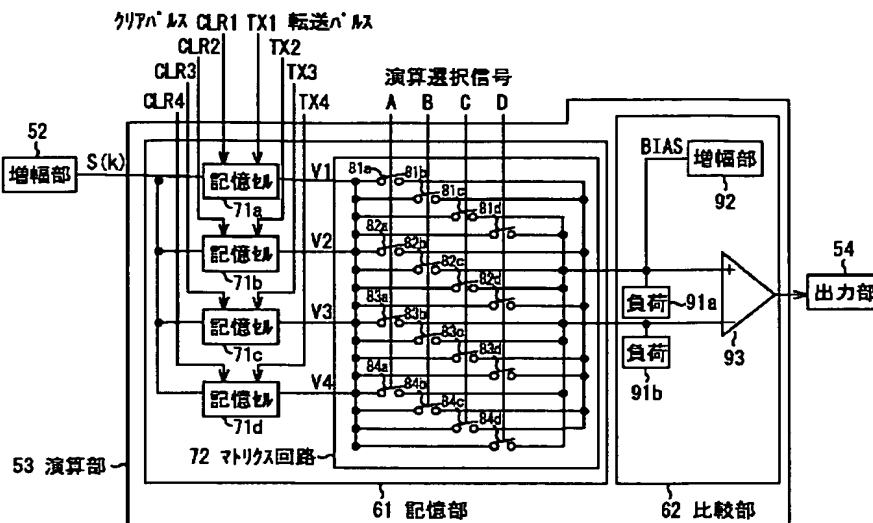 クリアパルス CLR1 TX1 転送パルス
CLR2 TX2
CLR3 TX3
CLR4 TX4
演算選択信号
A B C D
52
増幅部
S(k)
記憶セル
71a
記憶セル
71b
記憶セル
71c
記憶セル
71d
V1
V2
V3
V4
81a 81b
81c
81d
82a
82b
82c
82d
83a
83b
83c
83d
84a
84b
84c
84d
BIAS
増幅部
92
負荷
91a
負荷
91b
+
−
93
54
出力部
53 演算部
72 マトリクス回路
61 記憶部
62 比較部